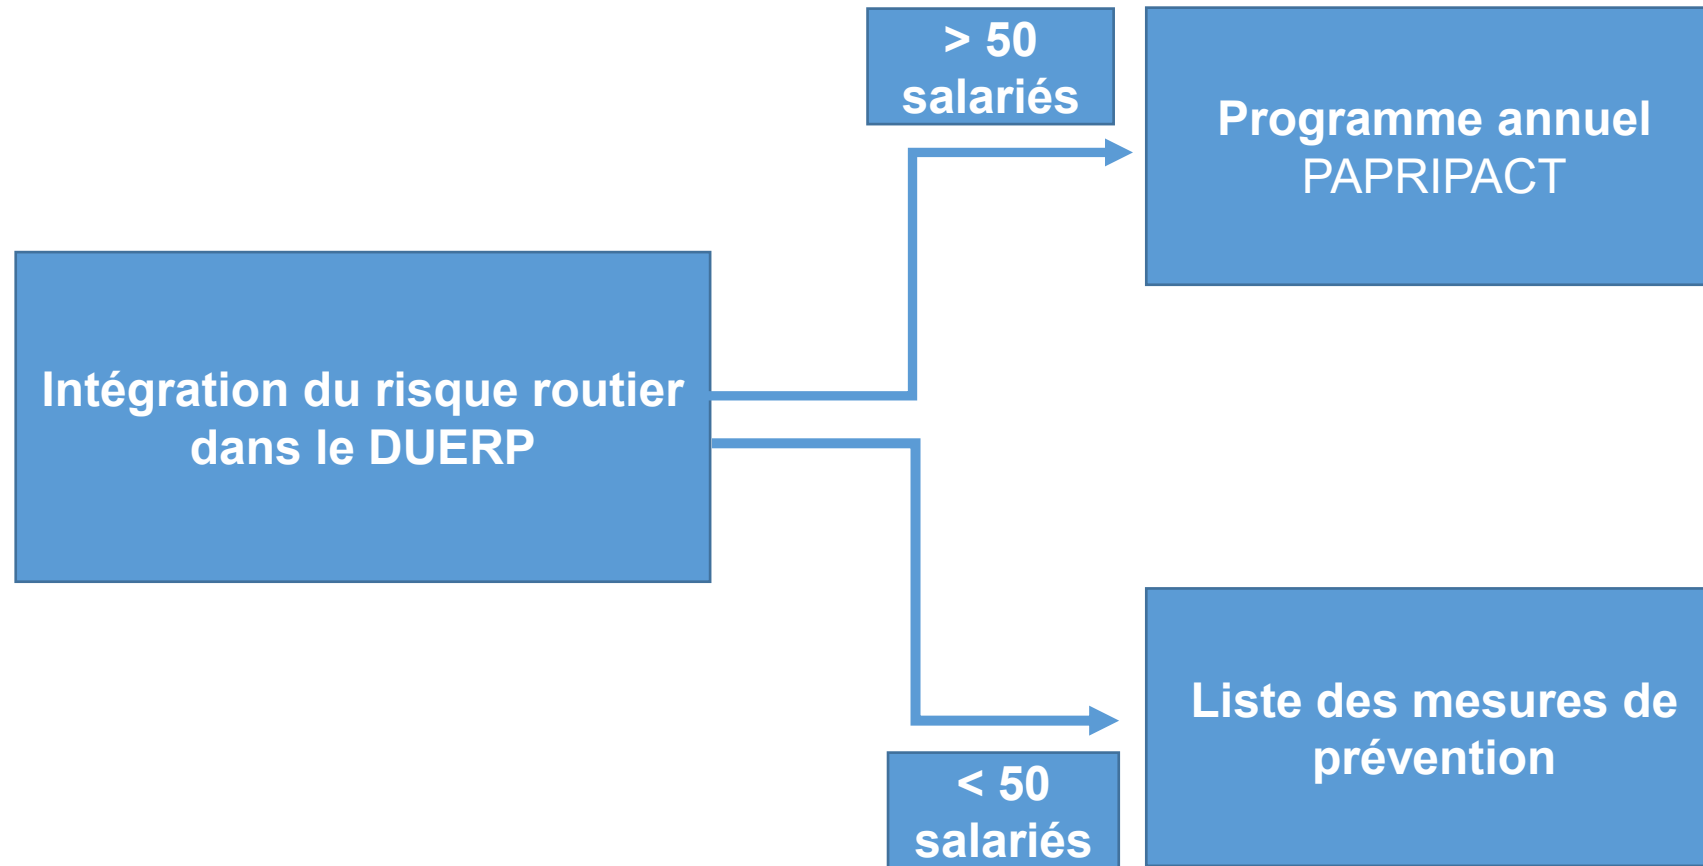 > 50
salariés
Programme annuel
PAPRIPACT
Intégration du risque routier
dans le DUERP
Liste des mesures de
prévention
< 50
salariés